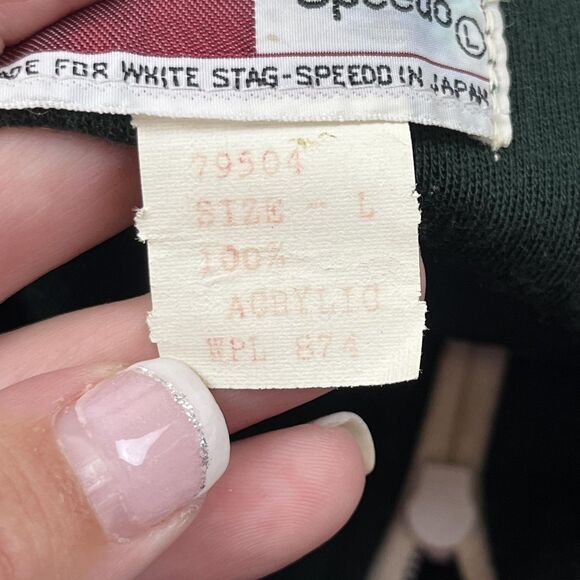 Speedo Ⓛ
DE FOR WHITE STAG-SPEEDO IN JAPAN
79504
SIZE - L
100%
ACRYLIC
WPL 874